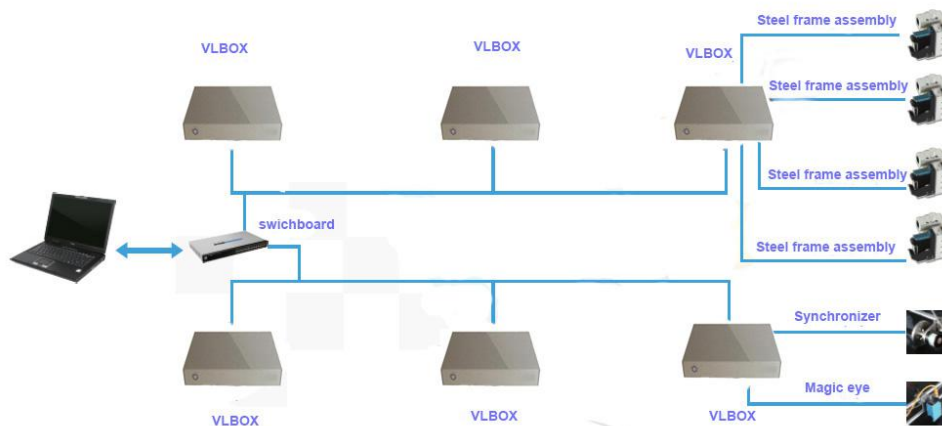 Steel frame assembly
VLBOX
VLBOX
VLBOX
Steel frame assembly
Steel frame assembly
swichboard
Steel frame assembly
Synchronizer
Magic eye
VLBOX
VLBOX
VLBOX